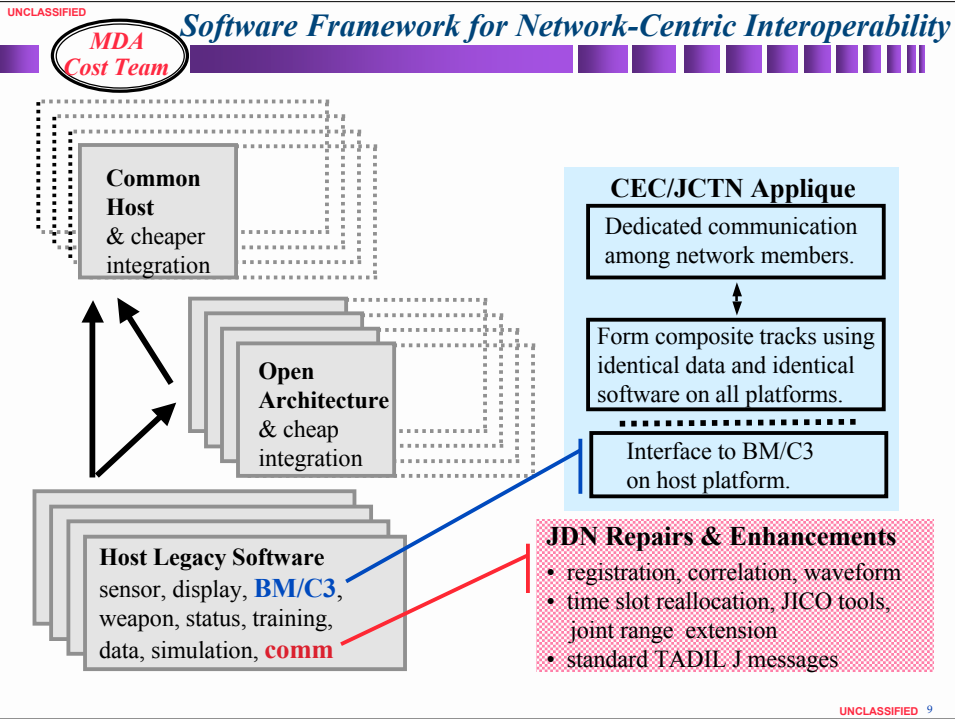 UNCLASSIFIED
Software Framework for Network-Centric Interoperability
MDA
Cost Team
Common
Host
& cheaper
integration
Open
Architecture
& cheap
integration
Host Legacy Software
sensor, display, BM/C3,
weapon, status, training,
data, simulation, comm
CEC/JCTN Applique
Dedicated communication
among network members.
Form composite tracks using
identical data and identical
software on all platforms.
Interface to BM/C3
on host platform.
JDN Repairs & Enhancements
• registration, correlation, waveform
• time slot reallocation, JICO tools,
joint range extension
• standard TADIL J messages
UNCLASSIFIED 9